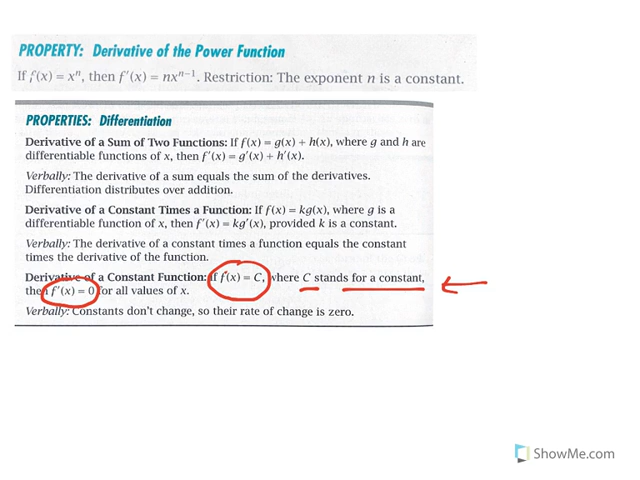 PROPERTY: Derivative of the Power Function
If f(x) = xⁿ, then f′(x) = nxⁿ⁻¹. Restriction: The exponent n is a constant.
PROPERTIES: Differentiation
Derivative of a Sum of Two Functions: If f(x) = g(x) + h(x), where g and h are
differentiable functions of x, then f′(x) = g′(x) + h′(x).
Verbally: The derivative of a sum equals the sum of the derivatives.
Differentiation distributes over addition.
Derivative of a Constant Times a Function: If f(x) = kg(x), where g is a
differentiable function of x, then f′(x) = kg′(x), provided k is a constant.
Verbally: The derivative of a constant times a function equals the constant
times the derivative of the function.
Derivative of a Constant Function: If f(x) = C, where C stands for a constant,
then f′(x) = 0 for all values of x.
Verbally: Constants don't change, so their rate of change is zero.
ShowMe.com